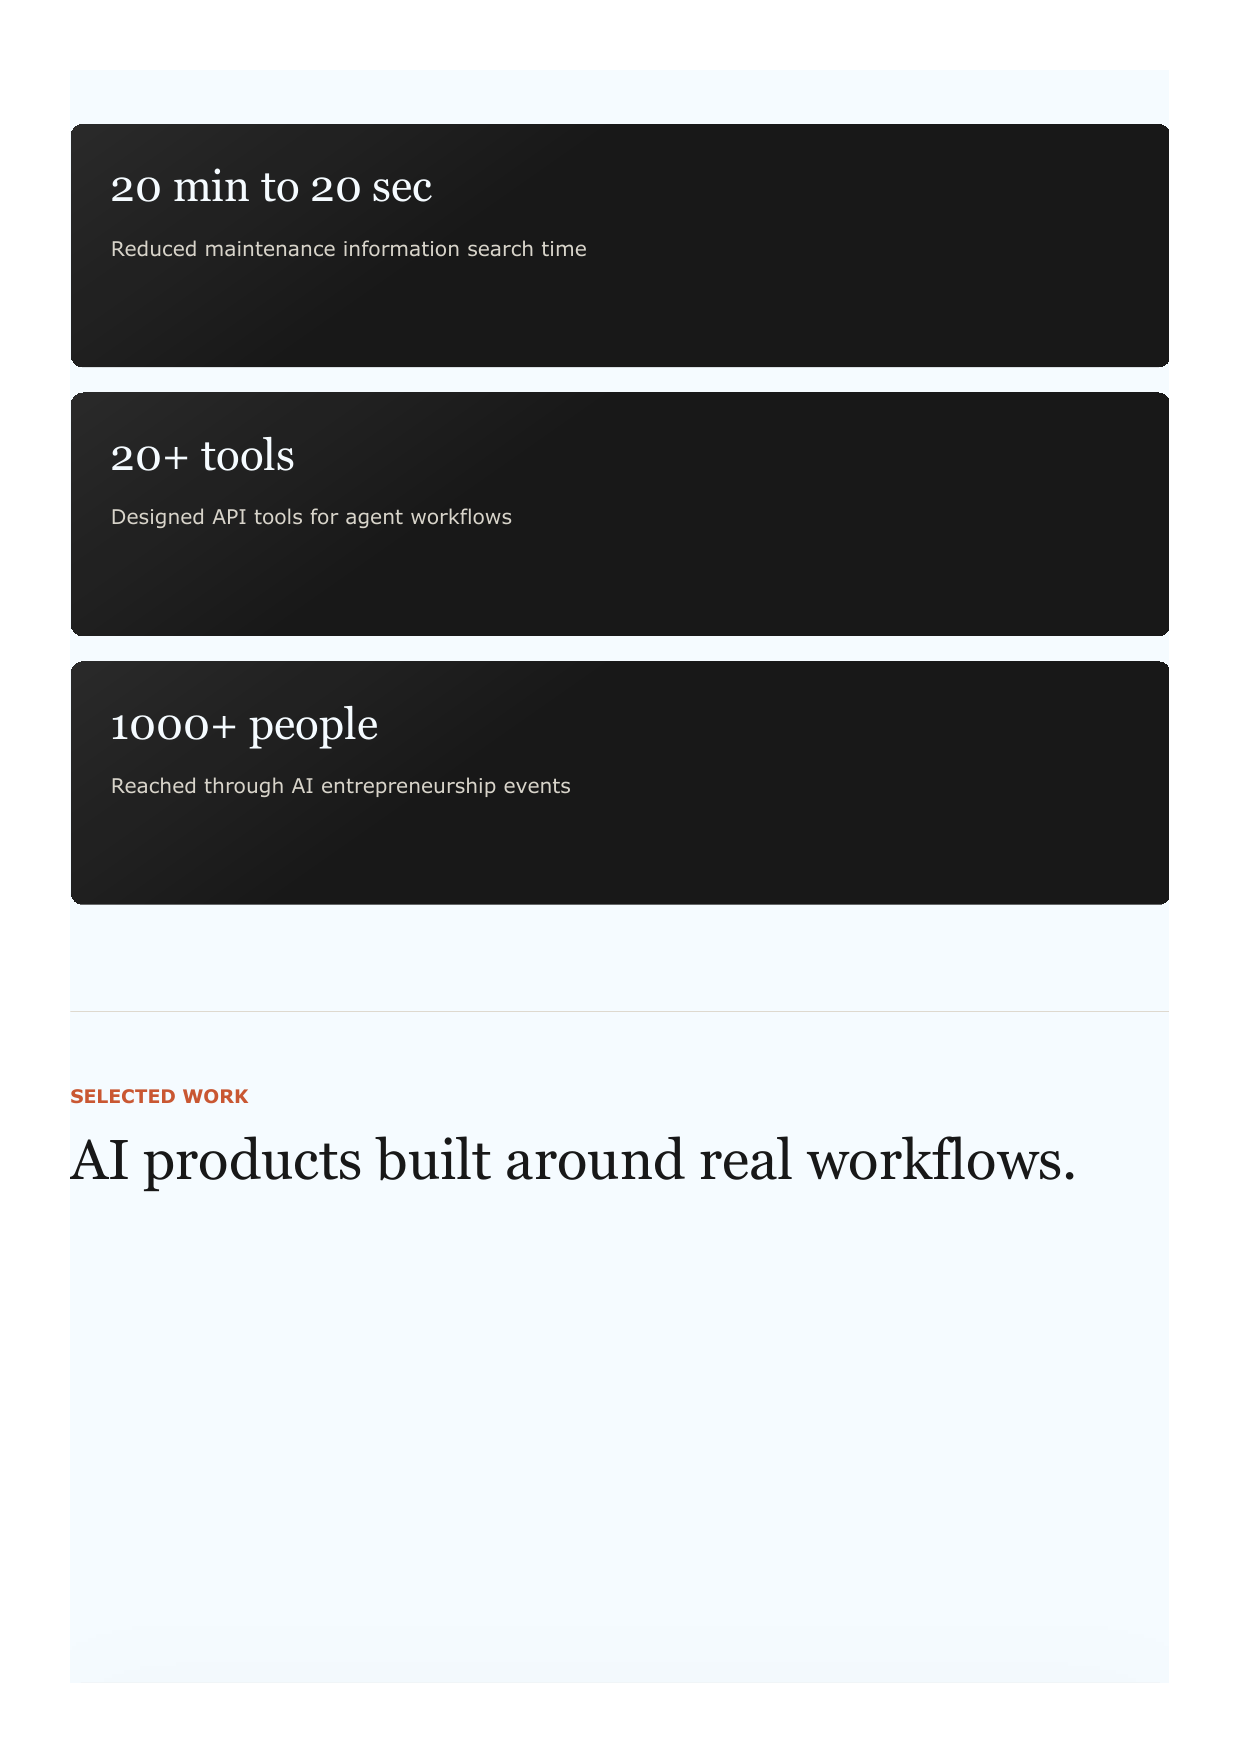 20 min to 20 sec
Reduced maintenance information search time
20+ tools
Designed API tools for agent workflows
1000+ people
Reached through AI entrepreneurship events
SELECTED WORK
AI products built around real workflows.